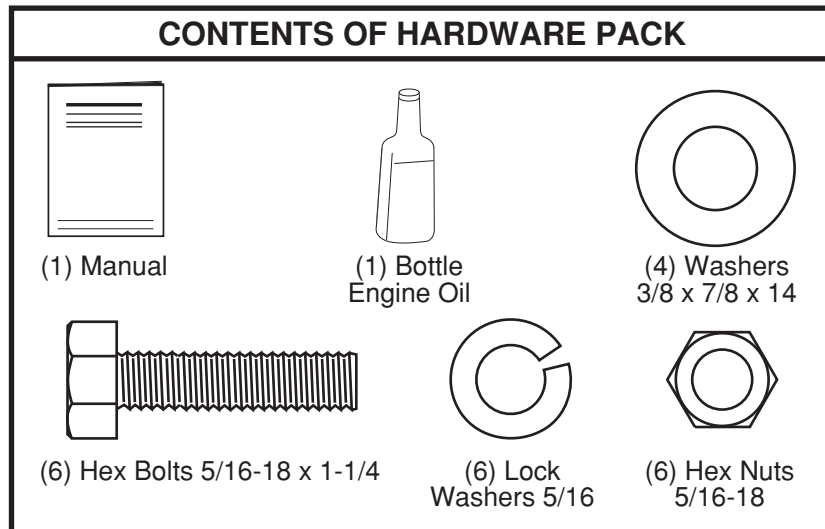 CONTENTS OF HARDWARE PACK
(1) Manual
(1) Bottle
Engine Oil
(4) Washers
3/8 x 7/8 x 14
(6) Hex Bolts 5/16-18 x 1-1/4
(6) Lock
Washers 5/16
(6) Hex Nuts
5/16-18